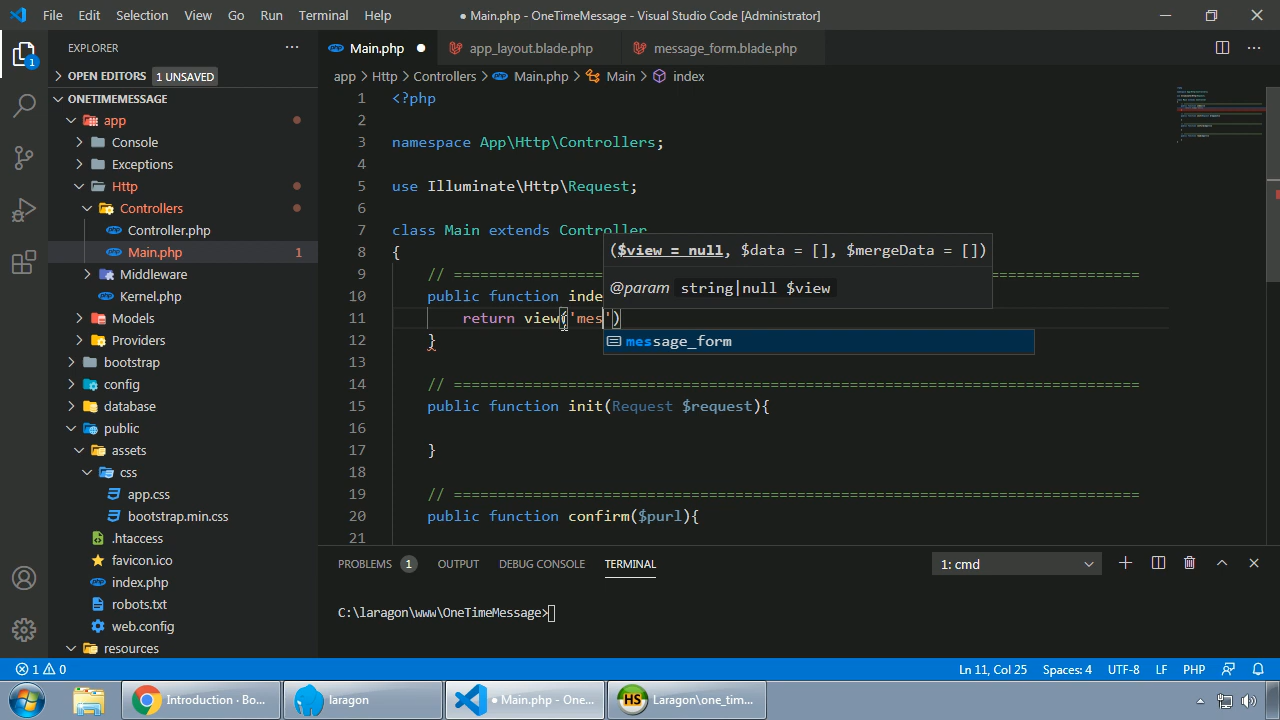 File Edit Selection View Go Run Terminal Help
● Main.php - OneTimeMessage - Visual Studio Code [Administrator]
EXPLORER
OPEN EDITORS 1 UNSAVED
ONETIMEMESSAGE
app
Console
Exceptions
Http
Controllers
Controller.php
Main.php 1
Middleware
Kernel.php
Models
Providers
bootstrap
config
database
public
assets
css
app.css
bootstrap.min.css
.htaccess
favicon.ico
index.php
robots.txt
web.config
resources
Main.php ● app_layout.blade.php message_form.blade.php
app > Http > Controllers > Main.php > Main > index
1 <?php
2
3 namespace App\Http\Controllers;
4
5 use Illuminate\Http\Request;
6
7 class Main extends Controller
8 {
9 // ==============================================================================
10 public function inde
11 return view('mes')
12 }
13
14 // ==============================================================================
15 public function init(Request $request){
16
17 }
18
19 // ==============================================================================
20 public function confirm($purl){
21
($view = null, $data = [], $mergeData = [])
@param string|null $view
message_form
PROBLEMS 1 OUTPUT DEBUG CONSOLE TERMINAL
1: cmd
C:\laragon\www\OneTimeMessage>
1 0
Ln 11, Col 25 Spaces: 4 UTF-8 LF PHP
Introduction · Bo...
laragon
● Main.php - One...
HS Laragon\one_tim...